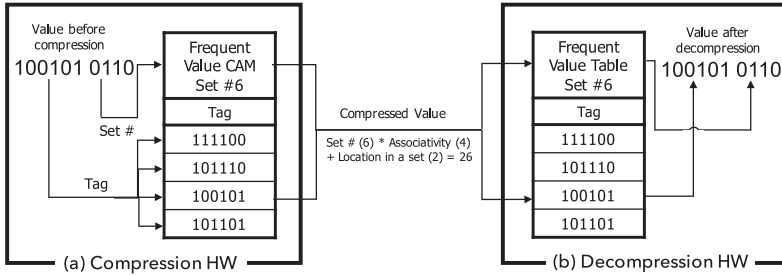 Value before
compression
100101 0110
Set #
Tag
Frequent
Value CAM
Set #6
Tag
111100
101110
100101
101101
(a) Compression HW
Compressed Value
Set # (6) * Associativity (4)
+ Location in a set (2) = 26
Frequent
Value Table
Set #6
Tag
111100
101110
100101
101101
Value after
decompression
100101 0110
(b) Decompression HW